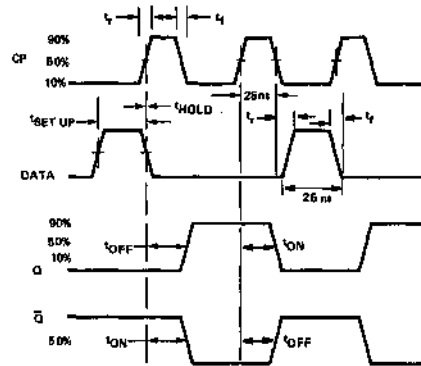 tr tf
90%
CP 50%
10%
tHOLD
25ns
tSET UP
tr tf
DATA
25 ns
90%
50%
10%
tOFF tON
Q
Q̅
50%
tON tOFF